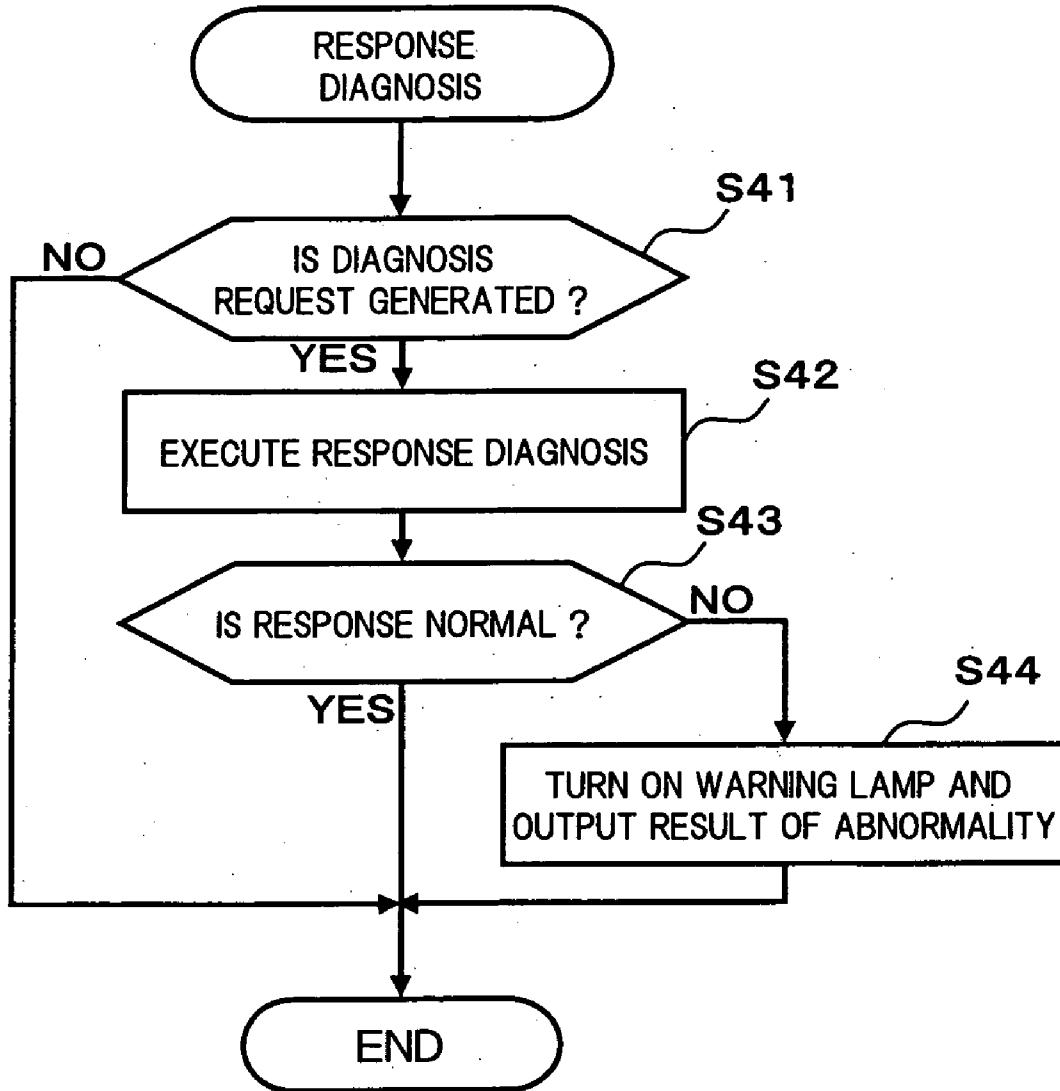 RESPONSE
DIAGNOSIS
S41
NO
IS DIAGNOSIS
REQUEST GENERATED ?
YES
S42
EXECUTE RESPONSE DIAGNOSIS
S43
IS RESPONSE NORMAL ?
NO
YES
S44
TURN ON WARNING LAMP AND
OUTPUT RESULT OF ABNORMALITY
END